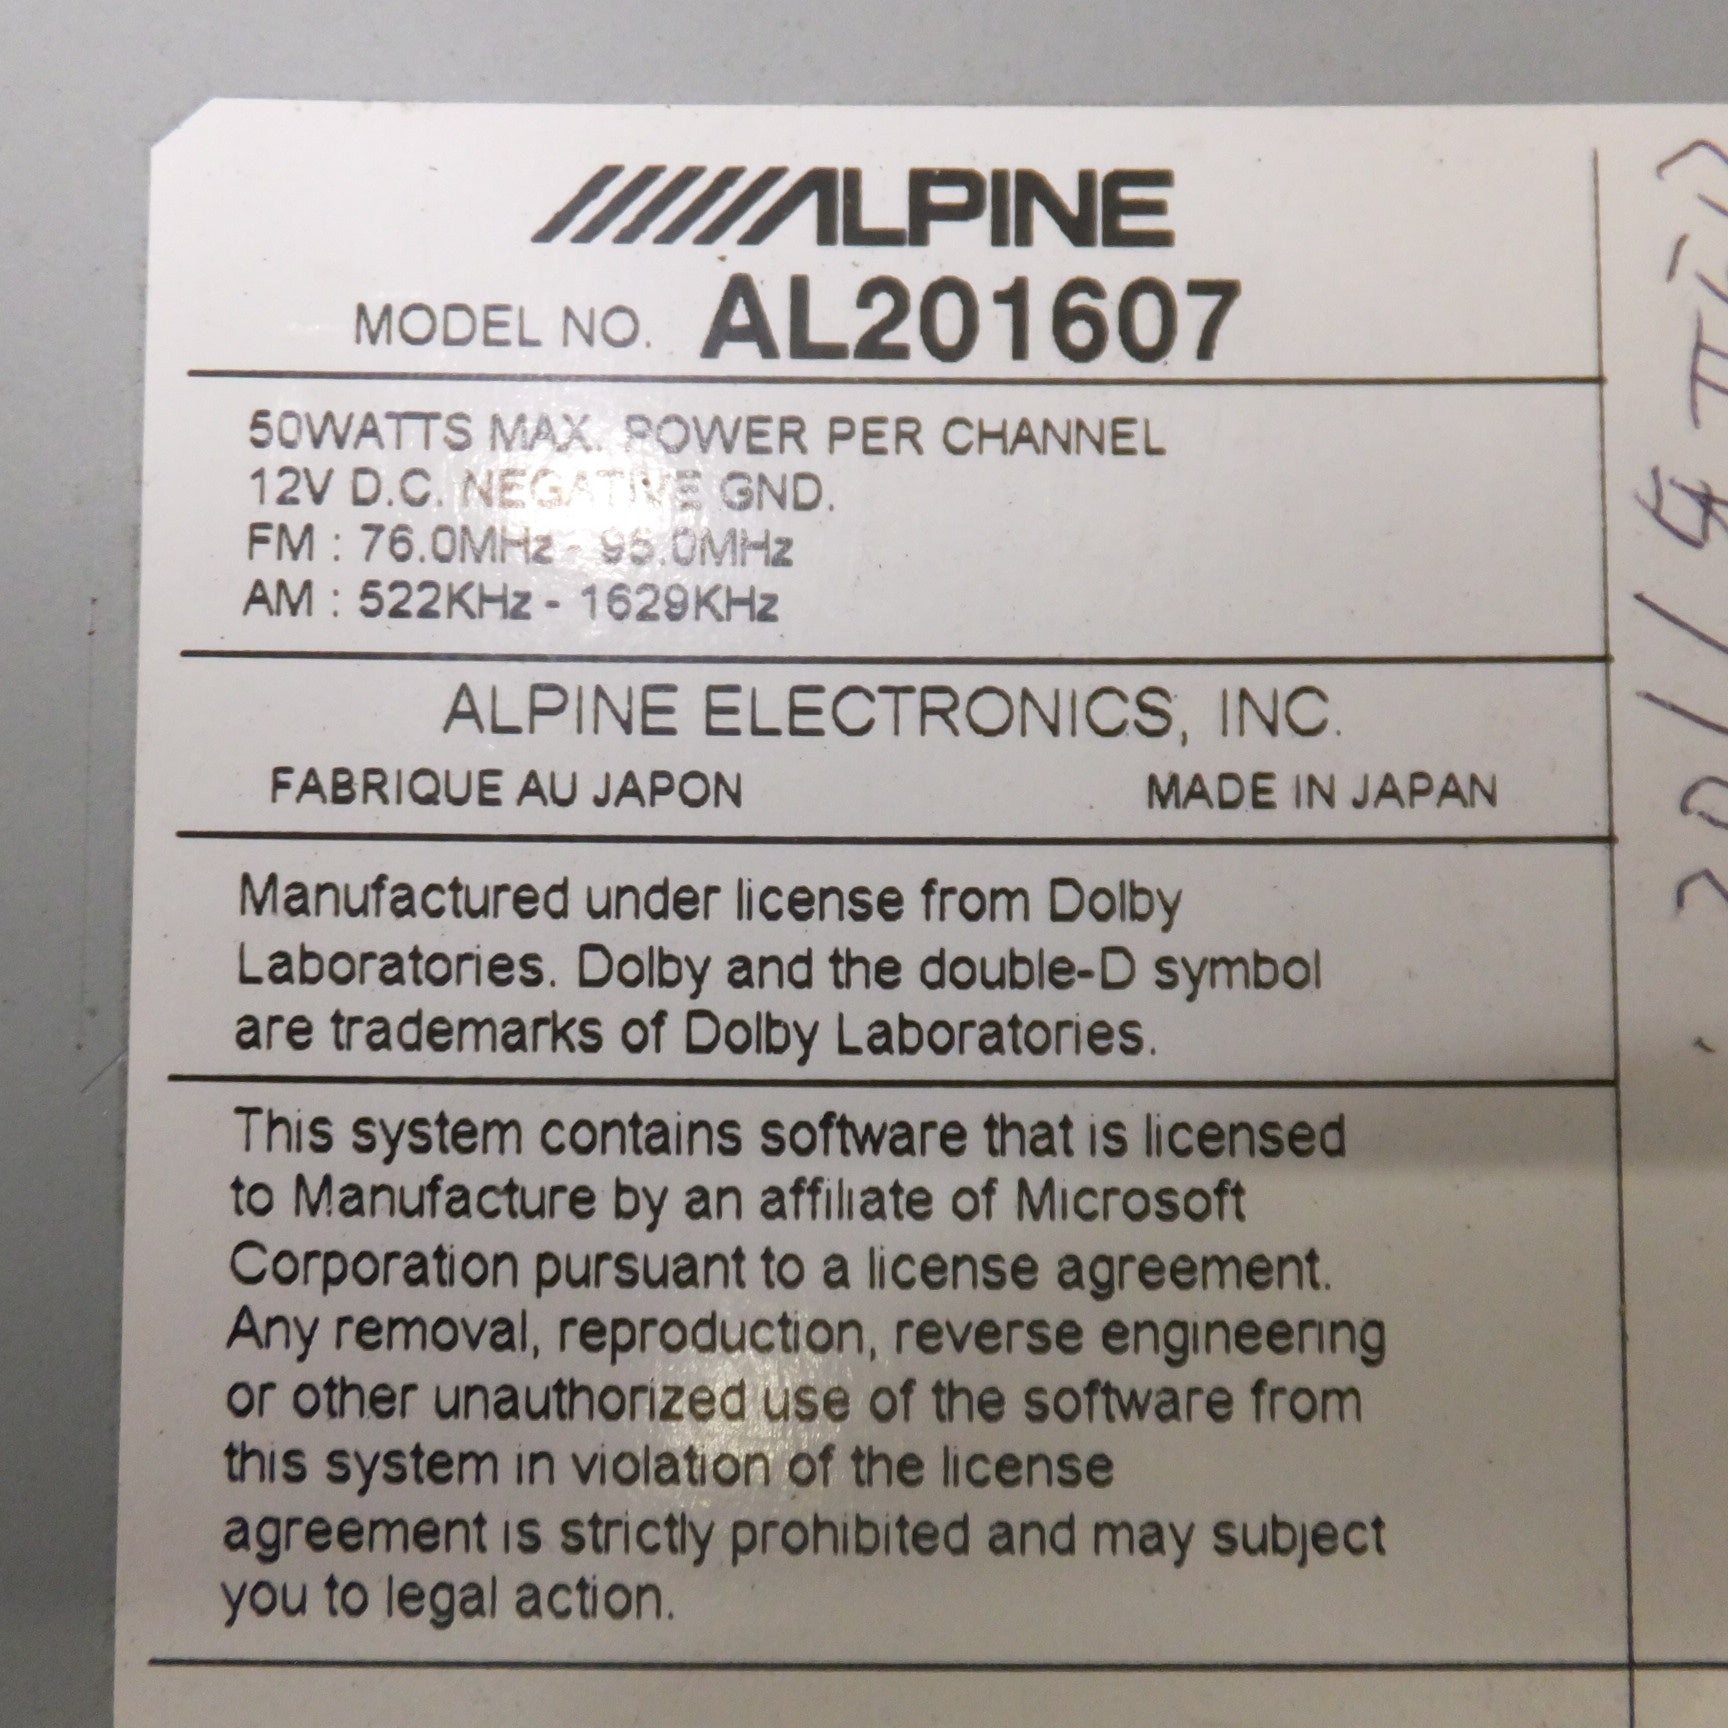 ALPINE
MODEL NO. AL201607
50WATTS MAX. POWER PER CHANNEL
12V D.C. NEGATIVE GND.
FM : 76.0MHz - 95.0MHz
AM : 522KHz - 1629KHz
ALPINE ELECTRONICS, INC.
FABRIQUE AU JAPON MADE IN JAPAN
Manufactured under license from Dolby
Laboratories. Dolby and the double-D symbol
are trademarks of Dolby Laboratories.
This system contains software that is licensed
to Manufacture by an affiliate of Microsoft
Corporation pursuant to a license agreement.
Any removal, reproduction, reverse engineering
or other unauthorized use of the software from
this system in violation of the license
agreement is strictly prohibited and may subject
you to legal action.